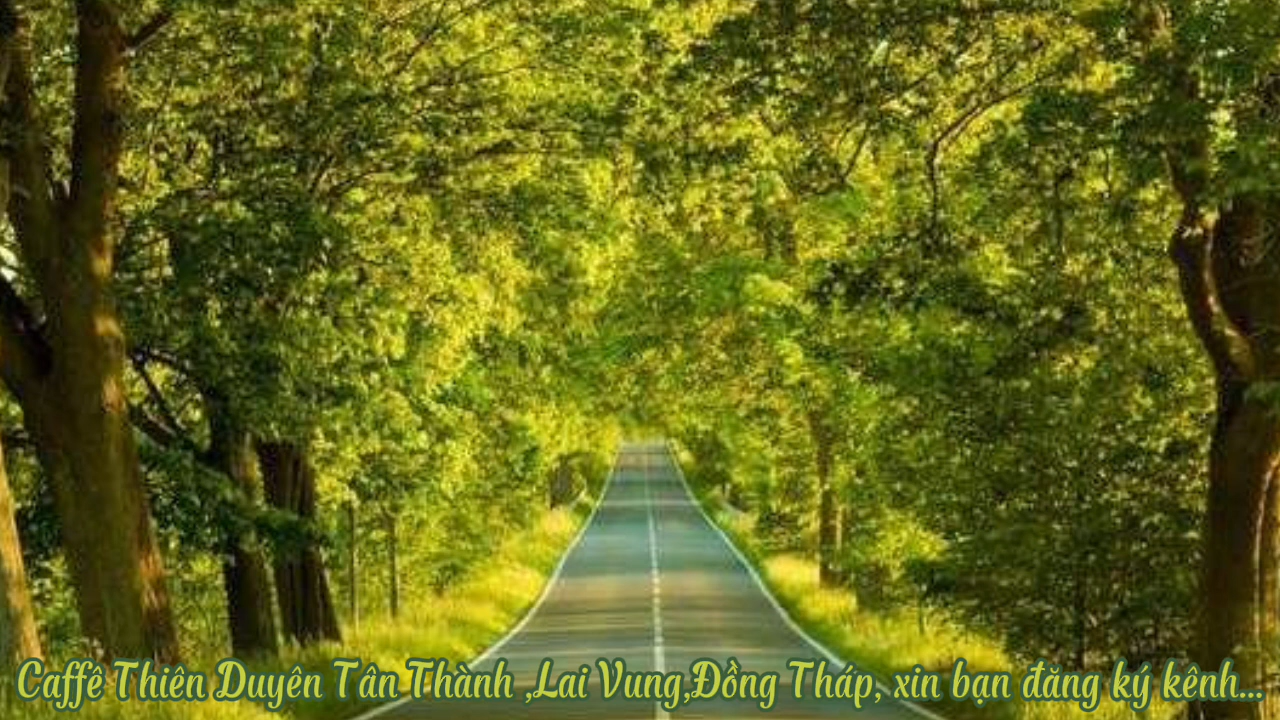 Caffê Thiên Duyên Tân Thành ,Lai Vung,Đồng Tháp, xin bạn đăng ký kênh...